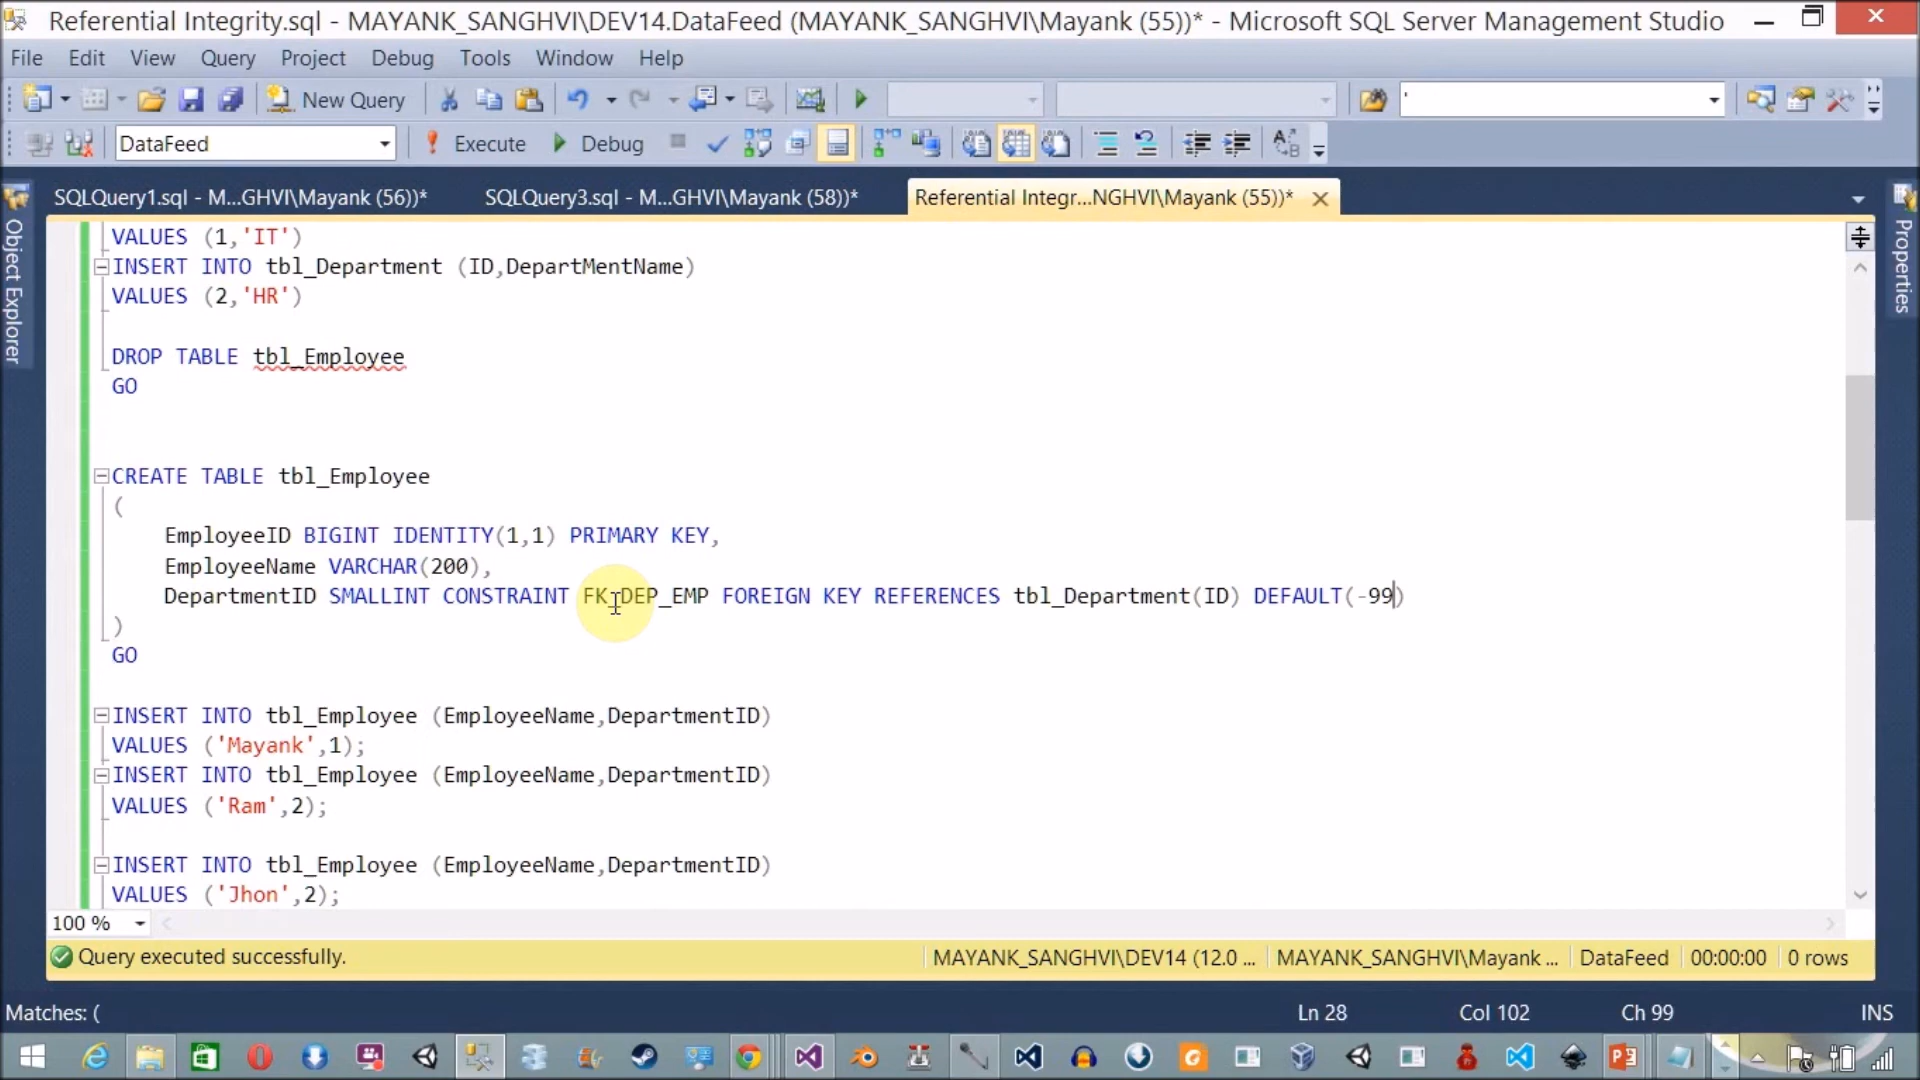 Referential Integrity.sql - MAYANK_SANGHVI\DEV14.DataFeed (MAYANK_SANGHVI\Mayank (55))* - Microsoft SQL Server Management Studio
File Edit View Query Project Debug Tools Window Help
New Query '
DataFeed Execute Debug
SQLQuery1.sql - M...GHVI\Mayank (56))* SQLQuery3.sql - M...GHVI\Mayank (58))* Referential Integr...NGHVI\Mayank (55))*
Object Explorer
Properties
VALUES (1,'IT')
INSERT INTO tbl_Department (ID,DepartMentName)
VALUES (2,'HR')
DROP TABLE tbl_Employee
GO
CREATE TABLE tbl_Employee
(
EmployeeID BIGINT IDENTITY(1,1) PRIMARY KEY,
EmployeeName VARCHAR(200),
DepartmentID SMALLINT CONSTRAINT FK_DEP_EMP FOREIGN KEY REFERENCES tbl_Department(ID) DEFAULT(-99)
)
GO
INSERT INTO tbl_Employee (EmployeeName,DepartmentID)
VALUES ('Mayank',1);
INSERT INTO tbl_Employee (EmployeeName,DepartmentID)
VALUES ('Ram',2);
INSERT INTO tbl_Employee (EmployeeName,DepartmentID)
VALUES ('Jhon',2);
100 %
Query executed successfully. MAYANK_SANGHVI\DEV14 (12.0 ... MAYANK_SANGHVI\Mayank ... DataFeed 00:00:00 0 rows
Matches: ( Ln 28 Col 102 Ch 99 INS